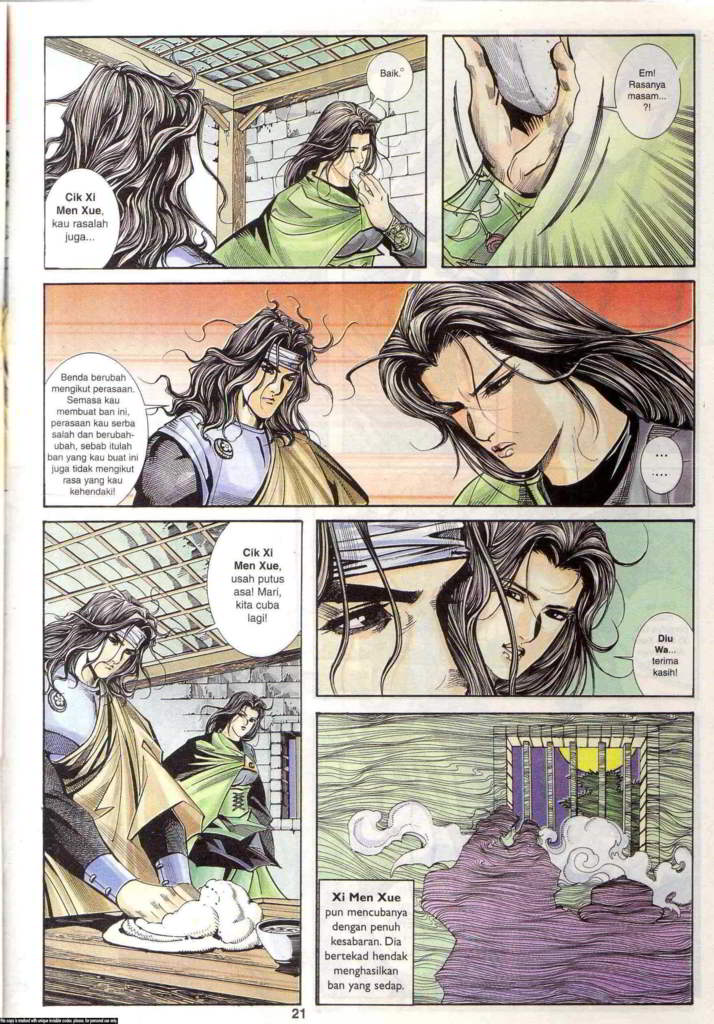 Baik.
Cik Xi
Men Xue,
kau rasalah
juga...
Em!
Rasanya
masam...
?!
Benda berubah
mengikut perasaan.
Semasa kau
membuat ban ini,
perasaan kau serba
salah dan berubah-
ubah, sebab itulah
ban yang kau buat ini
juga tidak mengikut
rasa yang kau
kehendaki!
...
....
Cik Xi
Men Xue,
usah putus
asa! Mari,
kita cuba
lagi!
Diu
Wa...
terima
kasih!
Xi Men Xue
pun mencubanya
dengan penuh
kesabaran. Dia
bertekad hendak
menghasilkan
ban yang sedap.
21